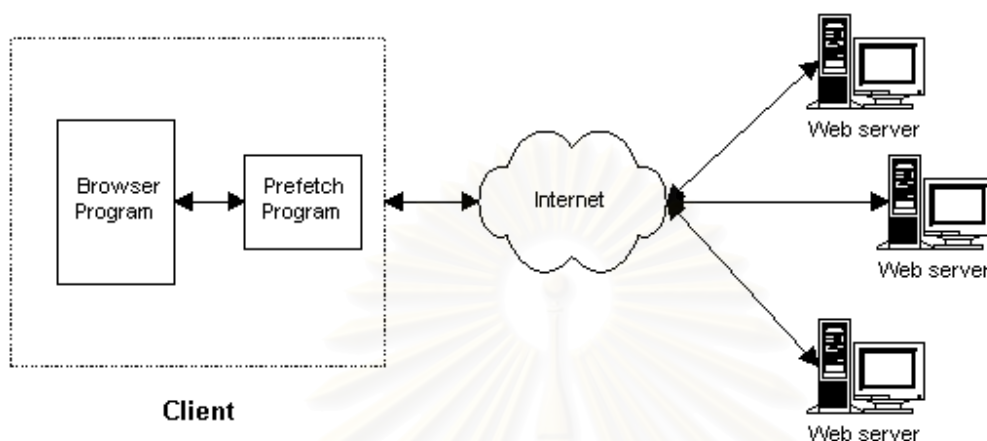 Browser
Program
Prefetch
Program
Internet
Web server
Web server
Web server
Client